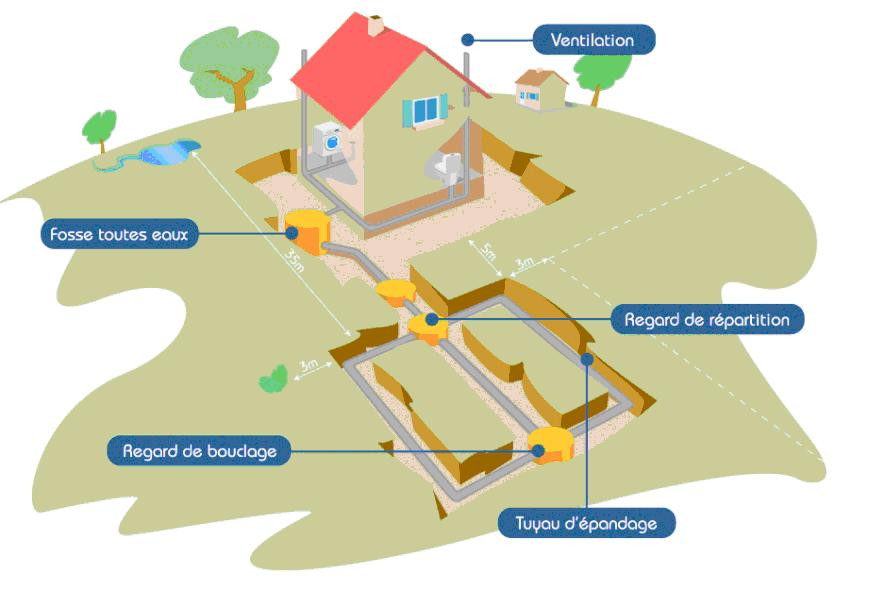 Ventilation
Fosse toutes eaux
35m
5m
3m
Regard de répartition
3m
Regard de bouclage
Tuyau d'épandage